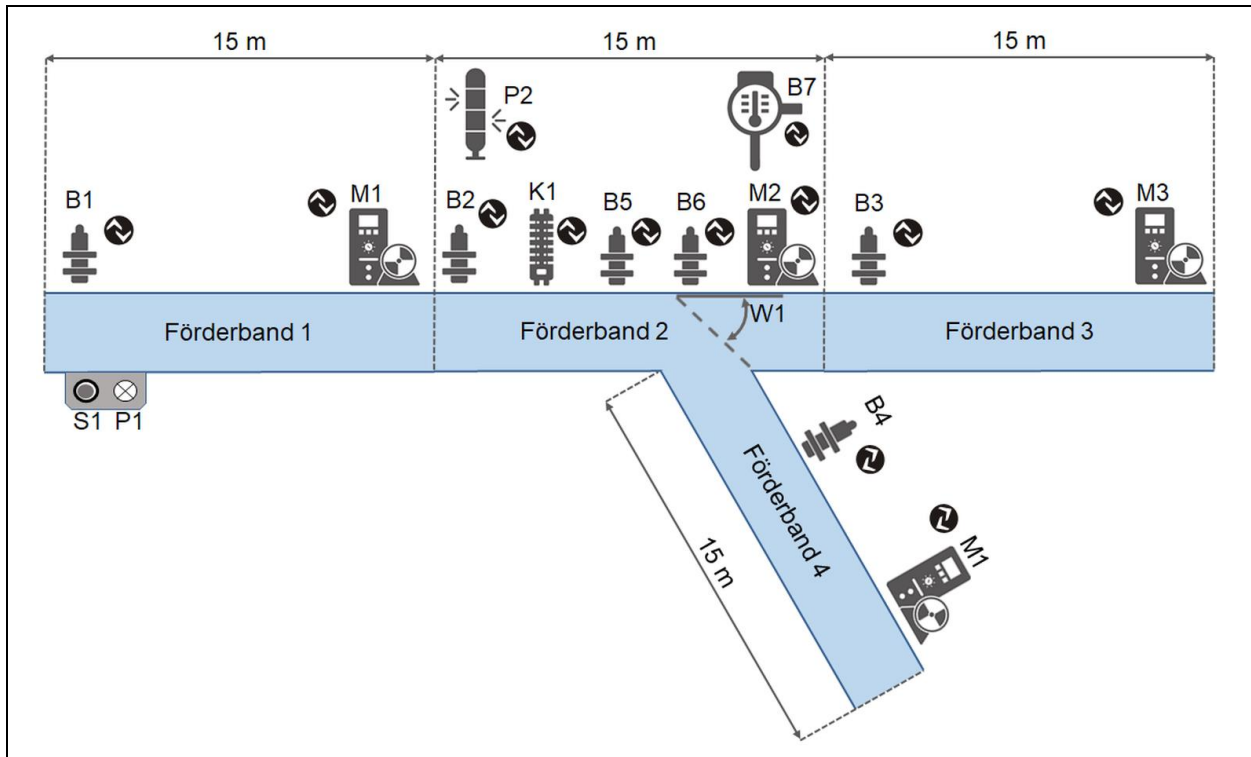 15 m
15 m
15 m
P2
B7
B1
M1
B2
K1
B5
B6
M2
B3
M3
Förderband 1
Förderband 2
W1
Förderband 3
S1 P1
B4
Förderband 4
15 m
M1